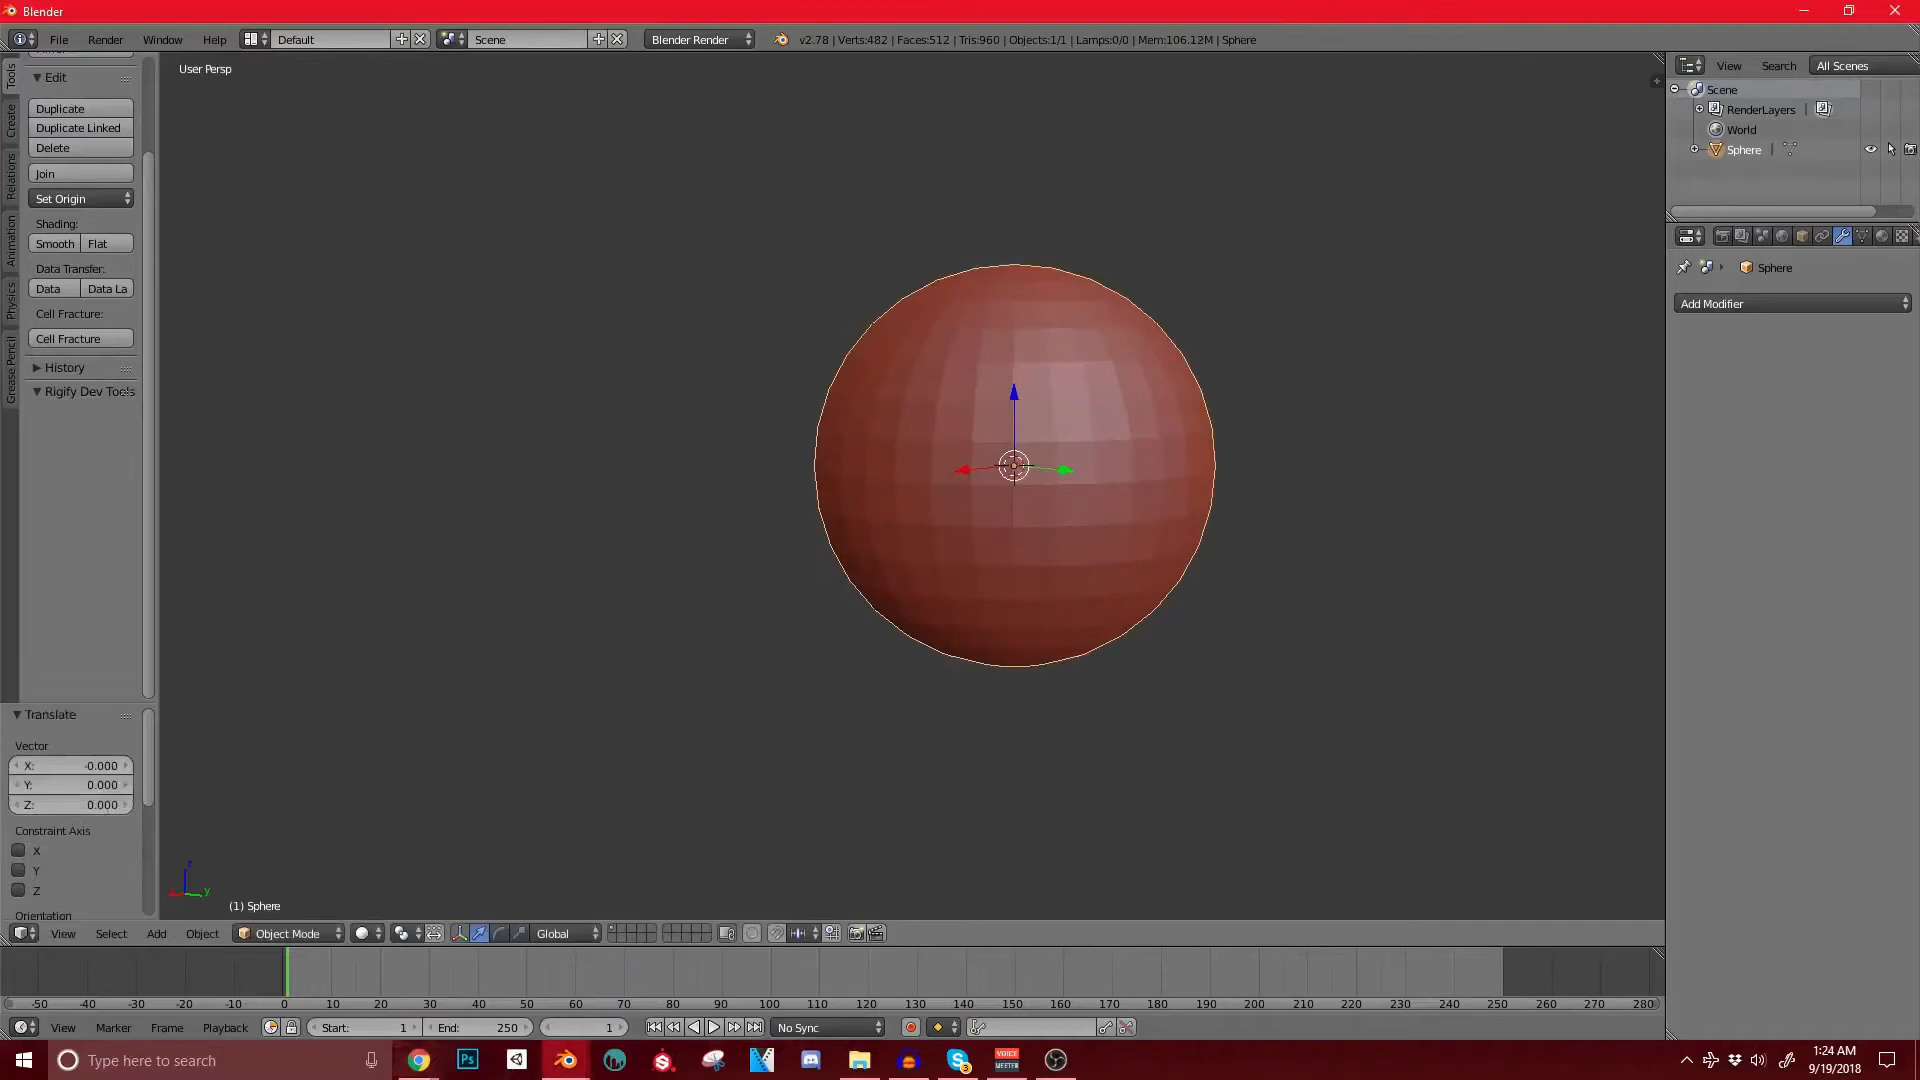 Blender
File Render Window Help Default Scene Blender Render v2.78 | Verts:482 | Faces:512 | Tris:960 | Objects:1/1 | Lamps:0/0 | Mem:106.12M | Sphere
User Persp
View Search All Scenes
Tools
Create
Relations
Animation
Physics
Grease Pencil
Edit
Duplicate
Duplicate Linked
Delete
Join
Set Origin
Shading:
Smooth Flat
Data Transfer:
Data Data La
Cell Fracture:
Cell Fracture
History
Rigify Dev Tools
Translate
Vector
X: -0.000
Y: 0.000
Z: 0.000
Constraint Axis
X
Y
Z
Orientation
Scene
RenderLayers |
World
Sphere |
Sphere
Add Modifier
z
x y
(1) Sphere
View Select Add Object Object Mode Global
-50 -40 -30 -20 -10 0 10 20 30 40 50 60 70 80 90 100 110 120 130 140 150 160 170 180 190 200 210 220 230 240 250 260 270 280
View Marker Frame Playback Start: 1 End: 250 1 No Sync
Type here to search
Ps
3
VOICE
MEETER
1:24 AM
9/19/2018